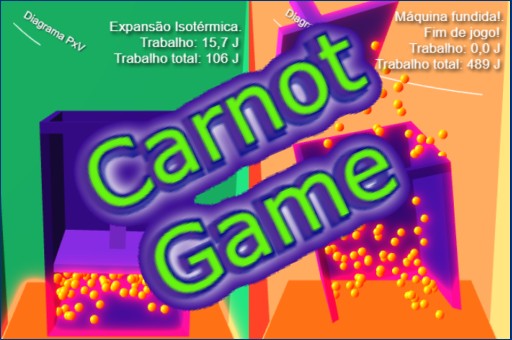 Diagrama PxV
Expansão Isotérmica.
Trabalho: 15,7 J
Trabalho total: 106 J
Máquina fundida!.
Fim de jogo!
Trabalho: 0,0 J
Trabalho total: 489 J
Carnot
Game